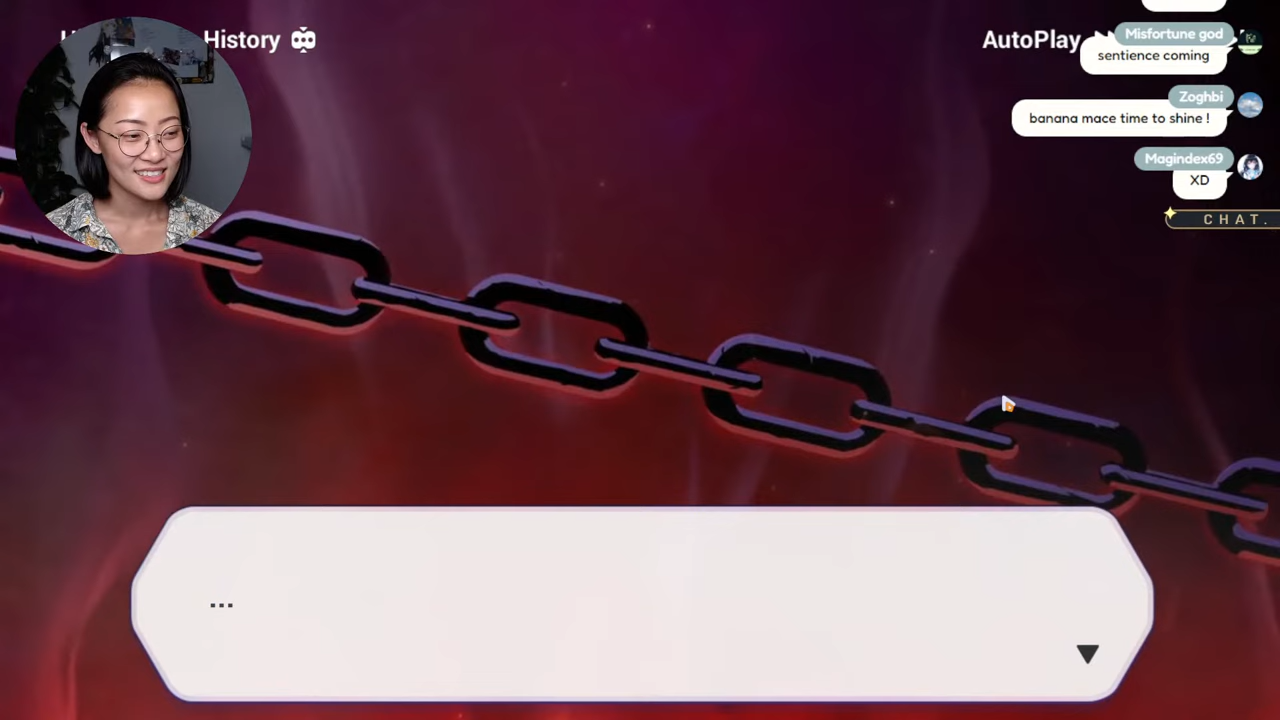 History
AutoPlay
Misfortune god
sentience coming
Zoghbi
banana mace time to shine !
Magindex69
XD
CHAT.
...